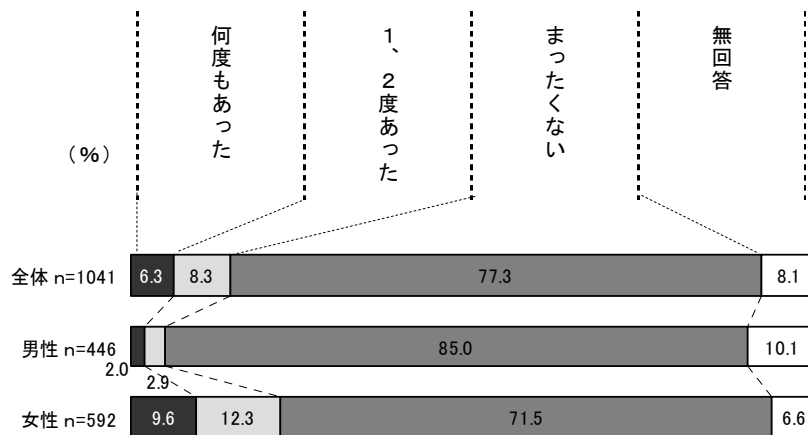 何度もあった
１、２度あった
まったくない
無回答
（%）
全体 n=1041
6.3
8.3
77.3
8.1
男性 n=446
2.0
2.9
85.0
10.1
女性 n=592
9.6
12.3
71.5
6.6